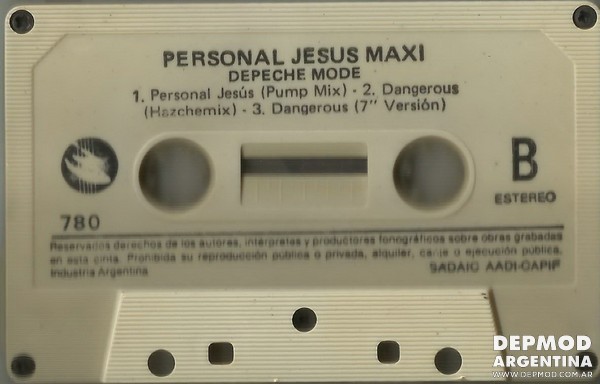 PERSONAL JESUS MAXI
DEPECHE MODE
1. Personal Jesús (Pump Mix) - 2. Dangerous
(Hazchemix) - 3. Dangerous (7" Versión)
B
ESTEREO
780
Reservados derechos de los autores, intérpretes y productores fonográficos sobre obras grabadas
en esta cinta. Prohibida su reproducción pública o privada, alquiler, canje o ejecución pública.
Industria Argentina
SADAIC AADI-CAPIF
DEPMOD
ARGENTINA
WWW.DEPMOD.COM.AR